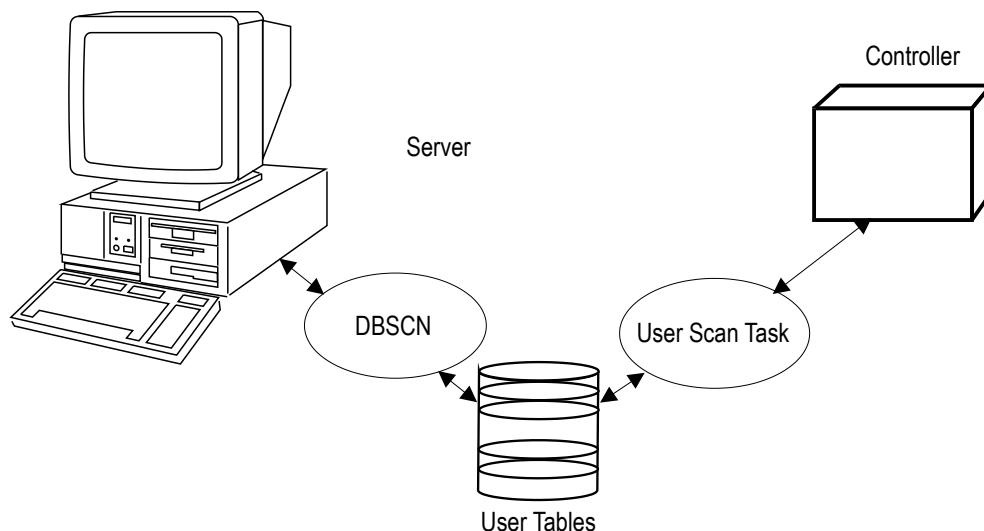 Controller
Server
DBSCN
User Scan Task
User Tables